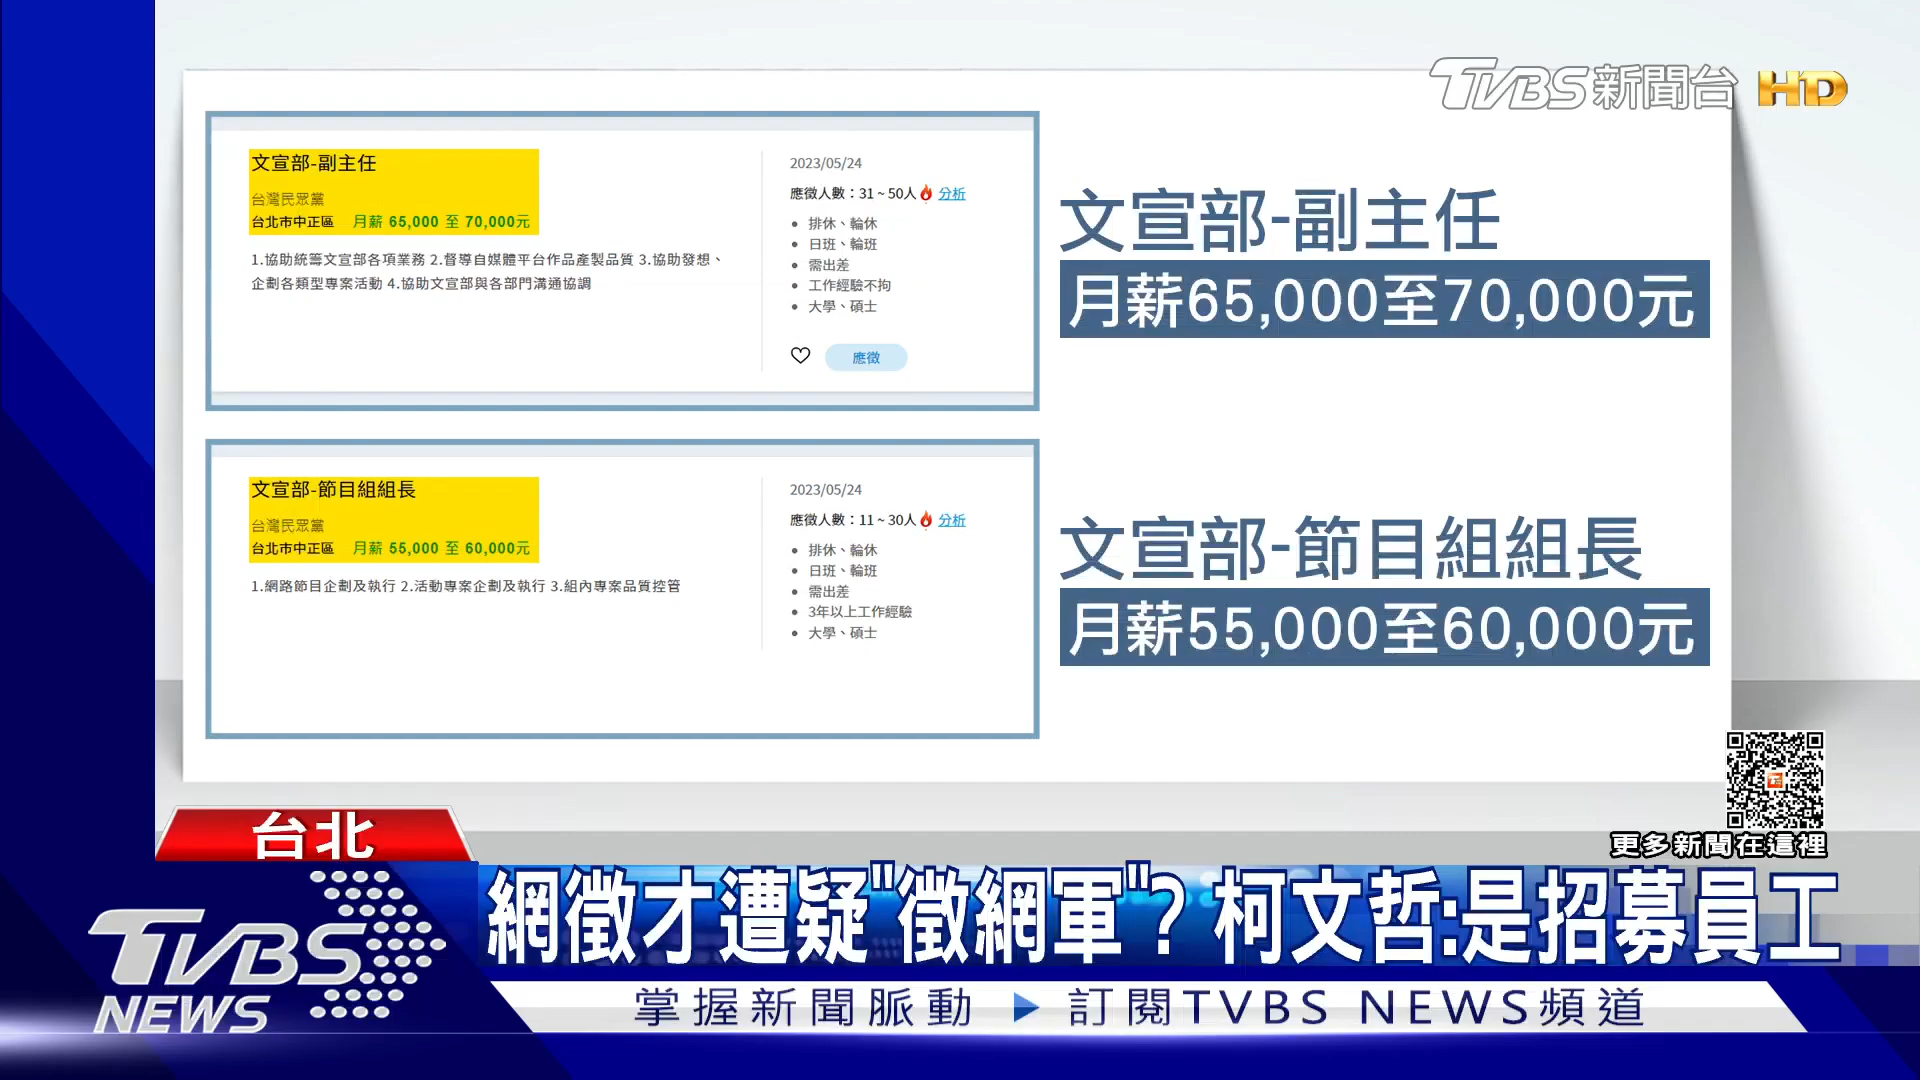 TVBS新聞台 HD
文宣部-副主任
台灣民眾黨
台北市中正區 月薪 65,000 至 70,000元
1.協助統籌文宣部各項業務 2.督導自媒體平台作品產製品質 3.協助發想、
企劃各類型專案活動 4.協助文宣部與各部門溝通協調
2023/05/24
應徵人數：31 ~ 50人 分析
排休、輪休
日班、輪班
需出差
工作經驗不拘
大學、碩士
應徵
文宣部-副主任
月薪65,000至70,000元
文宣部-節目組組長
台灣民眾黨
台北市中正區 月薪 55,000 至 60,000元
1.網路節目企劃及執行 2.活動專案企劃及執行 3.組內專案品質控管
2023/05/24
應徵人數：11 ~ 30人 分析
排休、輪休
日班、輪班
需出差
3年以上工作經驗
大學、碩士
文宣部-節目組組長
月薪55,000至60,000元
更多新聞在這裡
台北
網徵才遭疑"徵網軍"? 柯文哲:是招募員工
TVBS
NEWS
掌握新聞脈動 ▶ 訂閱TVBS NEWS頻道